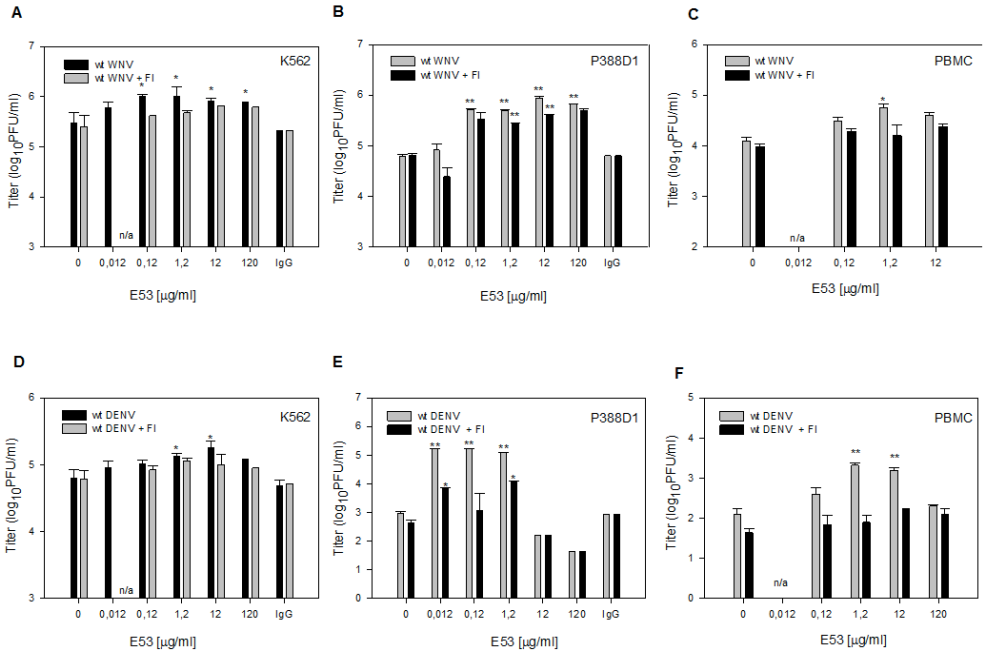 A
7
6
5
4
3
Titer (log10PFU/ml)
wt WNV
wt WNV + FI
K562
* * * *
n/a
0 0,012 0,12 1,2 12 120 IgG
E53 [µg/ml]
B
7
6
5
4
3
Titer (log10PFU/ml)
wt WNV
wt WNV + FI
P388D1
** ** ** ** ** **
0 0,012 0,12 1,2 12 120 IgG
E53 [µg/ml]
C
6
5
4
3
2
Titer (log10PFU/ml)
wt WNV
wt WNV + FI
PBMC
*
n/a
0 0,012 0,12 1,2 12
E53 [µg/ml]
D
6
5
4
3
Titer (log10PFU/ml)
wt DENV
wt DENV + FI
K562
* *
n/a
0 0,012 0,12 1,2 12 120 IgG
E53 [µg/ml]
E
7
6
5
4
3
2
1
0
Titer (log10PFU/ml)
wt DENV
wt DENV + FI
P388D1
** * ** ** *
0 0,012 0,12 1,2 12 120 IgG
E53 [µg/ml]
F
5
4
3
2
1
0
Titer (log10PFU/ml)
wt DENV
wt DENV + FI
PBMC
** **
n/a
0 0,012 0,12 1,2 12 120
E53 [µg/ml]